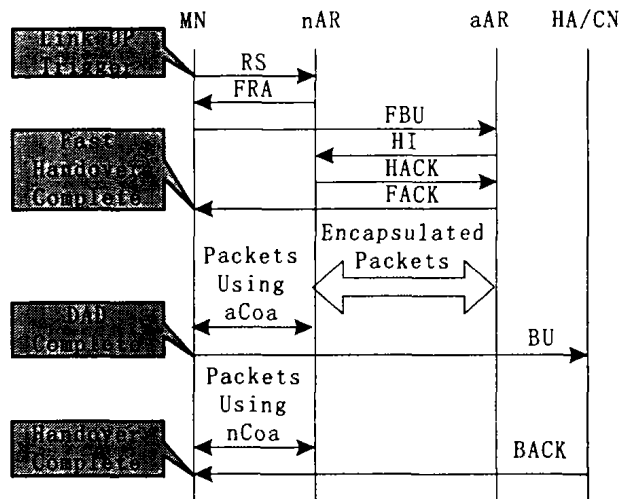 MN nAR aAR HA/CN
Link-UP
Trigger
RS
FRA
FBU
Fast
Handover
Complete
HI
HACK
FACK
Encapsulated
Packets
Packets
Using
aCoa
DAD
Complete
BU
Packets
Using
nCoa
Handover
Complete
BACK